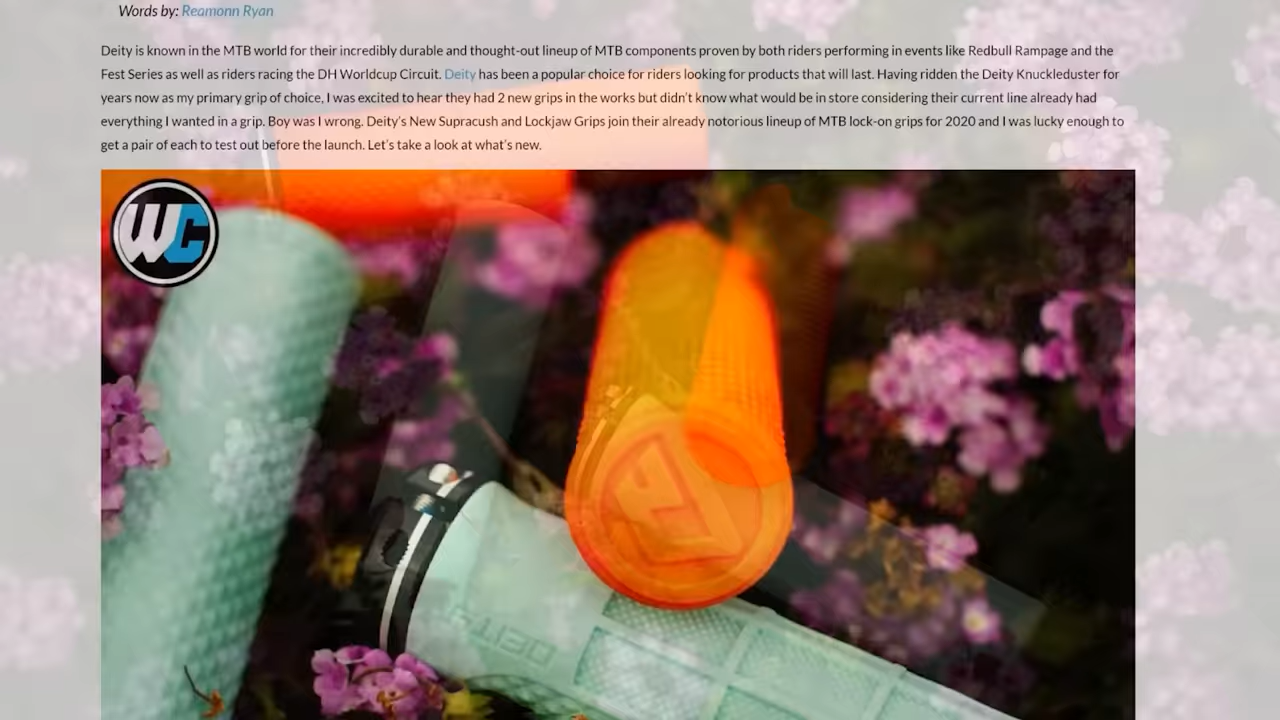 Words by: Reamonn Ryan
Deity is known in the MTB world for their incredibly durable and thought-out lineup of MTB components proven by both riders performing in events like Redbull Rampage and the
Fest Series as well as riders racing the DH Worldcup Circuit. Deity has been a popular choice for riders looking for products that will last. Having ridden the Deity Knuckleduster for
years now as my primary grip of choice, I was excited to hear they had 2 new grips in the works but didn't know what would be in store considering their current line already had
everything I wanted in a grip. Boy was I wrong. Deity's New Supracush and Lockjaw Grips join their already notorious lineup of MTB lock-on grips for 2020 and I was lucky enough to
get a pair of each to test out before the launch. Let's take a look at what's new.
WC
DEITY